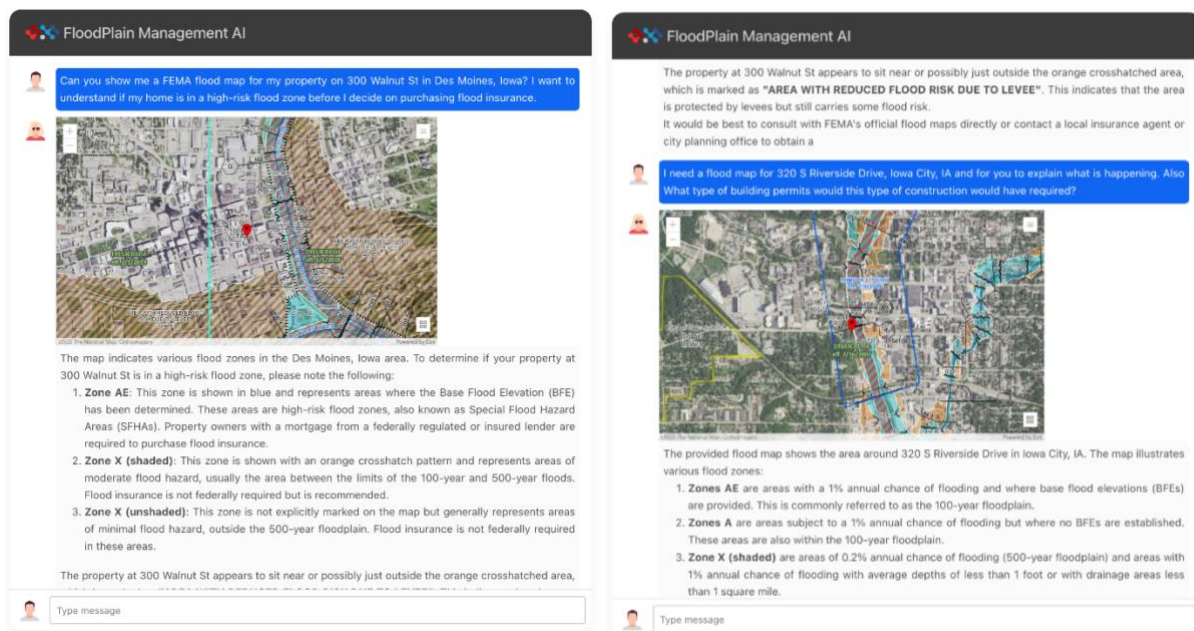 FloodPlain Management AI
Can you show me a FEMA flood map for my property on 300 Walnut St in Des Moines, Iowa? I want to
understand if my home is in a high-risk flood zone before I decide on purchasing flood insurance.
USGS The National Map: Orthoimagery
Powered by Esri
The map indicates various flood zones in the Des Moines, Iowa area. To determine if your property at
300 Walnut St is in a high-risk flood zone, please note the following:
1. Zone AE: This zone is shown in blue and represents areas where the Base Flood Elevation (BFE)
has been determined. These areas are high-risk flood zones, also known as Special Flood Hazard
Areas (SFHAs). Property owners with a mortgage from a federally regulated or insured lender are
required to purchase flood insurance.
2. Zone X (shaded): This zone is shown with an orange crosshatch pattern and represents areas of
moderate flood hazard, usually the area between the limits of the 100-year and 500-year floods.
Flood insurance is not federally required but is recommended.
3. Zone X (unshaded): This zone is not explicitly marked on the map but generally represents areas
of minimal flood hazard, outside the 500-year floodplain. Flood insurance is not federally required
in these areas.
The property at 300 Walnut St appears to sit near or possibly just outside the orange crosshatched area,
Type message
FloodPlain Management AI
The property at 300 Walnut St appears to sit near or possibly just outside the orange crosshatched area,
which is marked as "AREA WITH REDUCED FLOOD RISK DUE TO LEVEE". This indicates that the area
is protected by levees but still carries some flood risk.
It would be best to consult with FEMA's official flood maps directly or contact a local insurance agent or
city planning office to obtain a
I need a flood map for 320 S Riverside Drive, Iowa City, IA and for you to explain what is happening. Also
What type of building permits would this type of construction would have required?
USGS The National Map: Orthoimagery
Powered by Esri
The provided flood map shows the area around 320 S Riverside Drive in Iowa City, IA. The map illustrates
various flood zones:
1. Zones AE are areas with a 1% annual chance of flooding and where base flood elevations (BFEs)
are provided. This is commonly referred to as the 100-year floodplain.
2. Zones A are areas subject to a 1% annual chance of flooding but where no BFEs are established.
These areas are also within the 100-year floodplain.
3. Zone X (shaded) are areas of 0.2% annual chance of flooding (500-year floodplain) and areas with
1% annual chance of flooding with average depths of less than 1 foot or with drainage areas less
than 1 square mile.
Type message